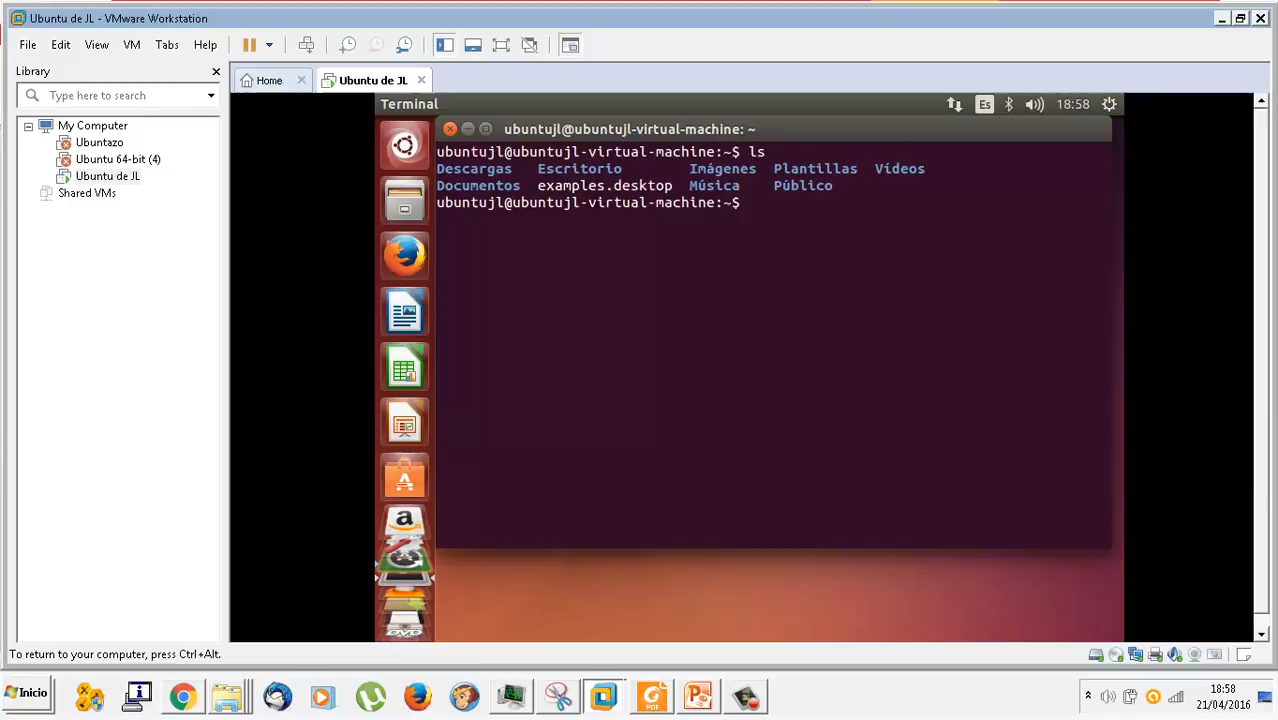 Ubuntu de JL - VMware Workstation
File Edit View VM Tabs Help
Library
Type here to search
My Computer
Ubuntazo
Ubuntu 64-bit (4)
Ubuntu de JL
Shared VMs
Home
Ubuntu de JL
Terminal
Es
18:58
ubuntujl@ubuntujl-virtual-machine: ~
ubuntujl@ubuntujl-virtual-machine:~$ ls
Descargas Escritorio Imágenes Plantillas Vídeos
Documentos examples.desktop Música Público
ubuntujl@ubuntujl-virtual-machine:~$
To return to your computer, press Ctrl+Alt.
Inicio
PDF
18:58
21/04/2016